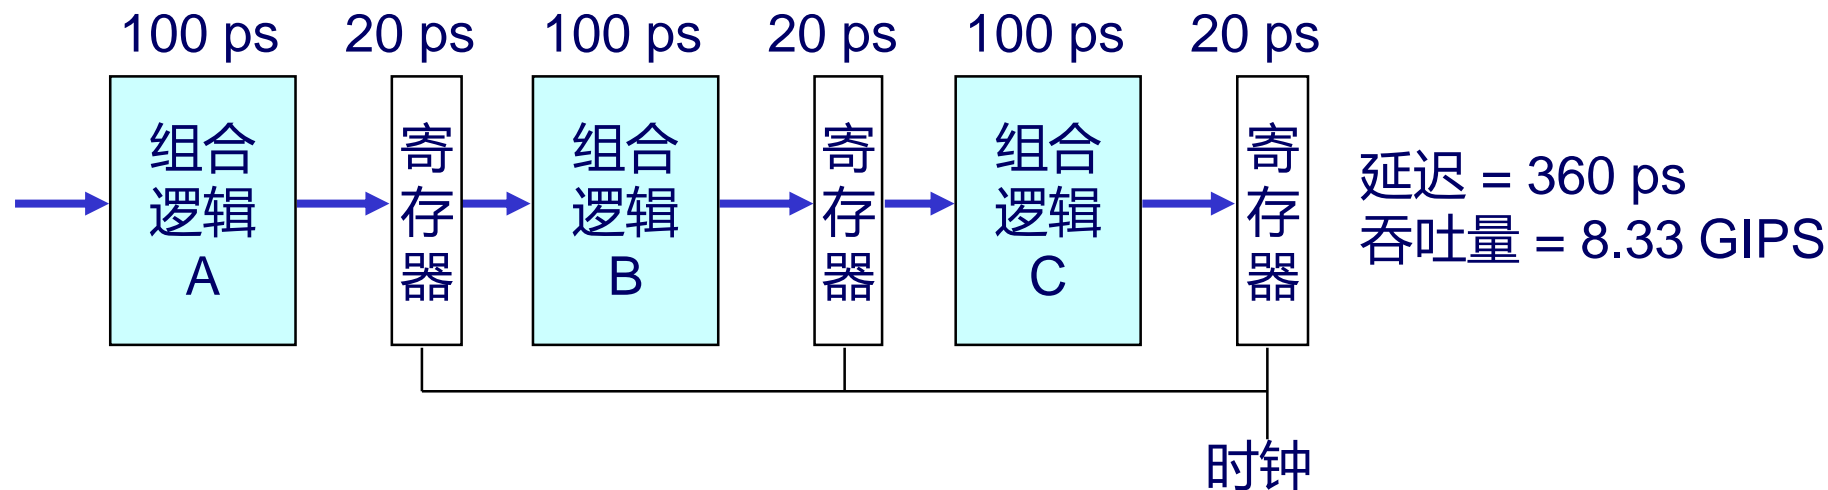 100 ps 20 ps 100 ps 20 ps 100 ps 20 ps
组合
逻辑
A
寄
存
器
组合
逻辑
B
寄
存
器
组合
逻辑
C
寄
存
器
延迟 = 360 ps
吞吐量 = 8.33 GIPS
时钟